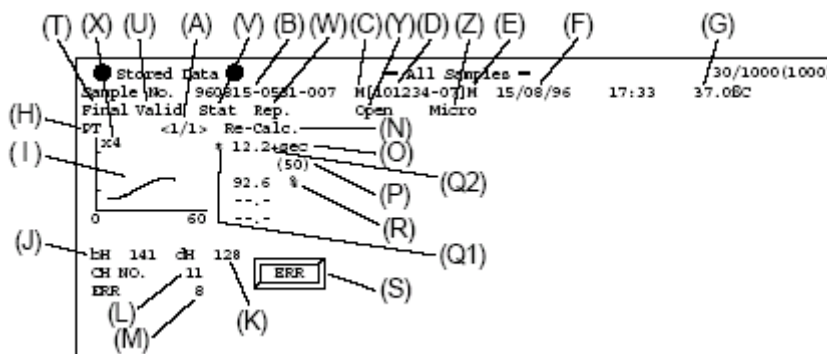 (T) (X) (U) (A) (V) (B) (W) (C) (Y) (D) (Z) (E) (F) (G)
● Stored Data ● - All Samples - 30/1000(1000)
Sample No. 960815-0531-007 M[101234-07]M 15/08/96 17:33 37.0ßC
Final Valid Stat Rep. Open Micro
(H) PT <1/1> Re-Calc. (N)
x4 * 12.2+sec (O)
(I) (50) (P) (Q2)
92.6 % (R)
--.-
0 60 --.- (Q1)
(J) bH 141 dH 128
CH NO. 11 ERR (S)
ERR 8
(L) (K)
(M)